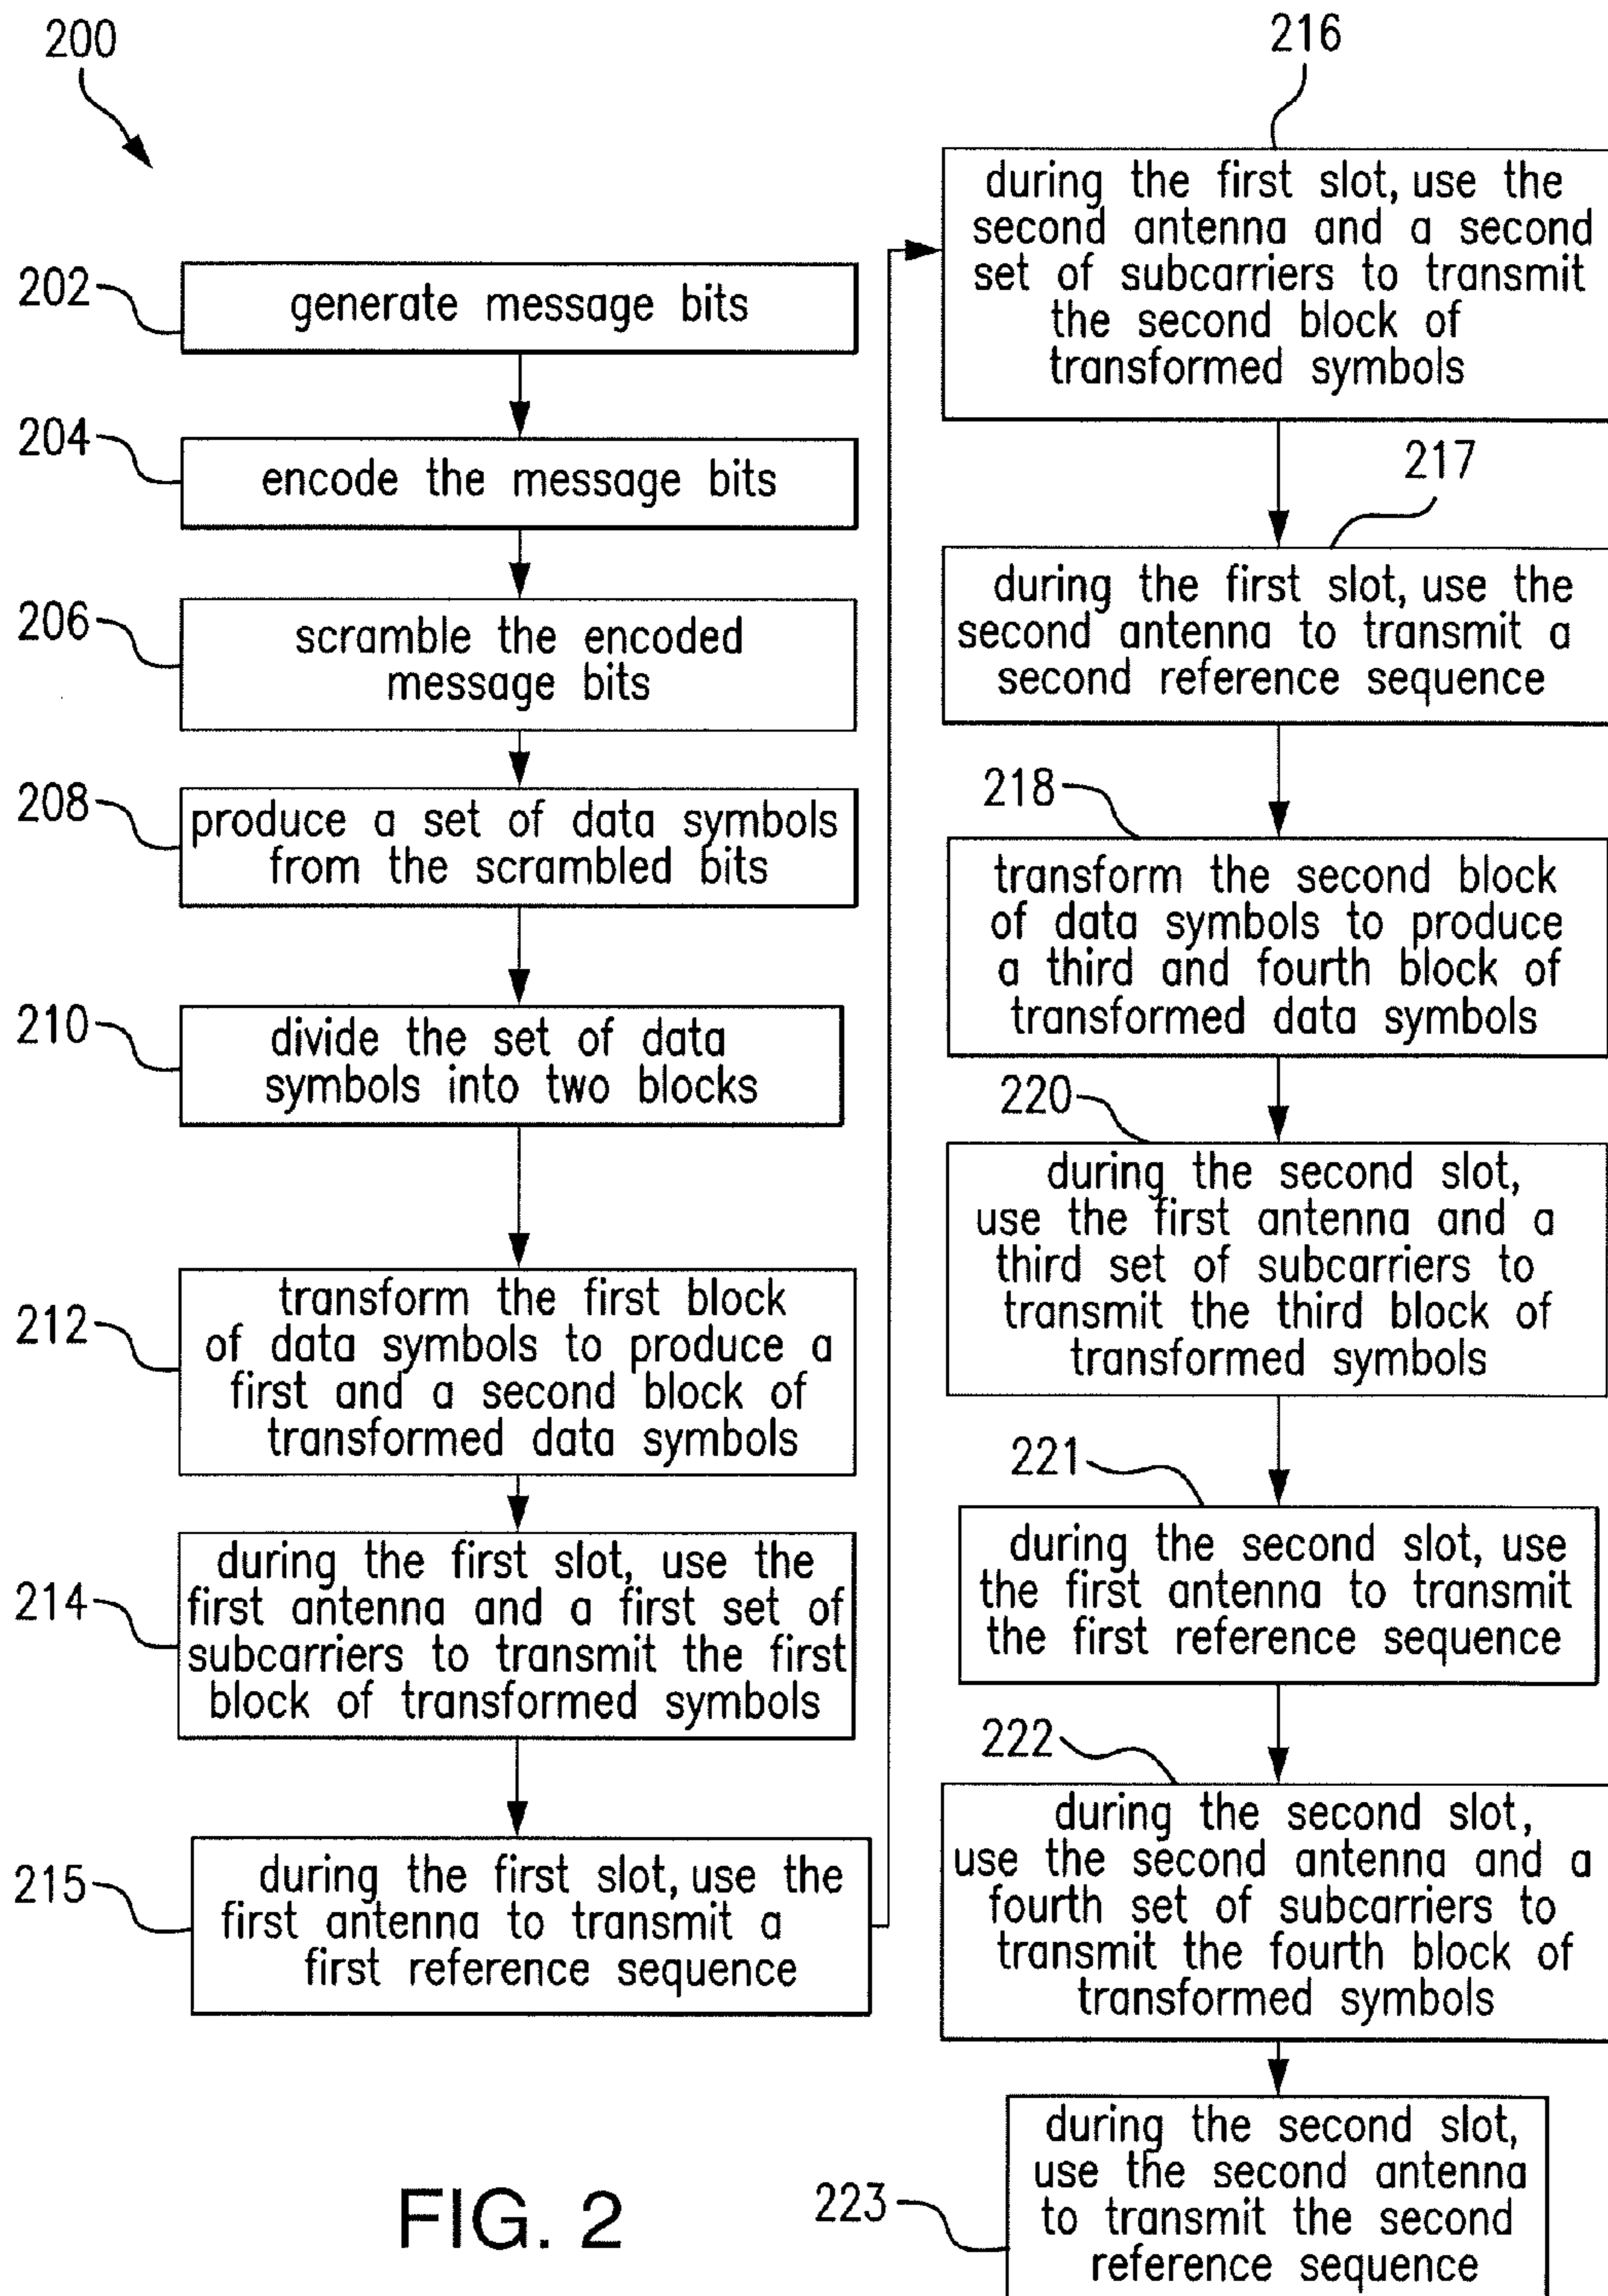 200
202
generate message bits
204
encode the message bits
206
scramble the encoded
message bits
208
produce a set of data symbols
from the scrambled bits
210
divide the set of data
symbols into two blocks
212
transform the first block
of data symbols to produce a
first and a second block of
transformed data symbols
214
during the first slot, use the
first antenna and a first set of
subcarriers to transmit the first
block of transformed symbols
215
during the first slot, use the
first antenna to transmit a
first reference sequence
216
during the first slot, use the
second antenna and a second
set of subcarriers to transmit
the second block of
transformed symbols
217
during the first slot, use the
second antenna to transmit a
second reference sequence
218
transform the second block
of data symbols to produce
a third and fourth block of
transformed data symbols
220
during the second slot,
use the first antenna and a
third set of subcarriers to
transmit the third block of
transformed symbols
221
during the second slot, use
the first antenna to transmit
the first reference sequence
222
during the second slot,
use the second antenna and a
fourth set of subcarriers to
transmit the fourth block of
transformed symbols
223
during the second slot,
use the second antenna
to transmit the second
reference sequence
FIG. 2